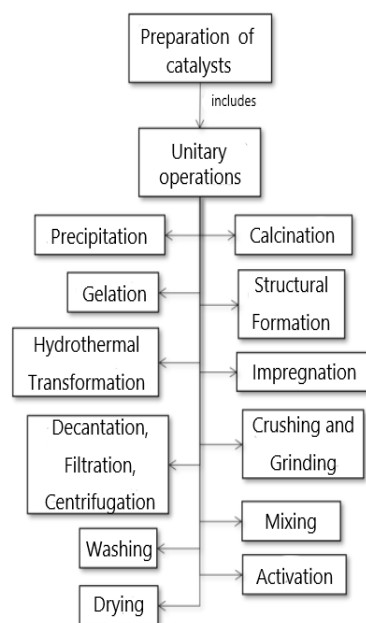 Preparation of
catalysts
includes
Unitary
operations
Precipitation
Calcination
Gelation
Structural
Formation
Hydrothermal
Transformation
Impregnation
Decantation,
Filtration,
Centrifugation
Crushing and
Grinding
Mixing
Washing
Activation
Drying